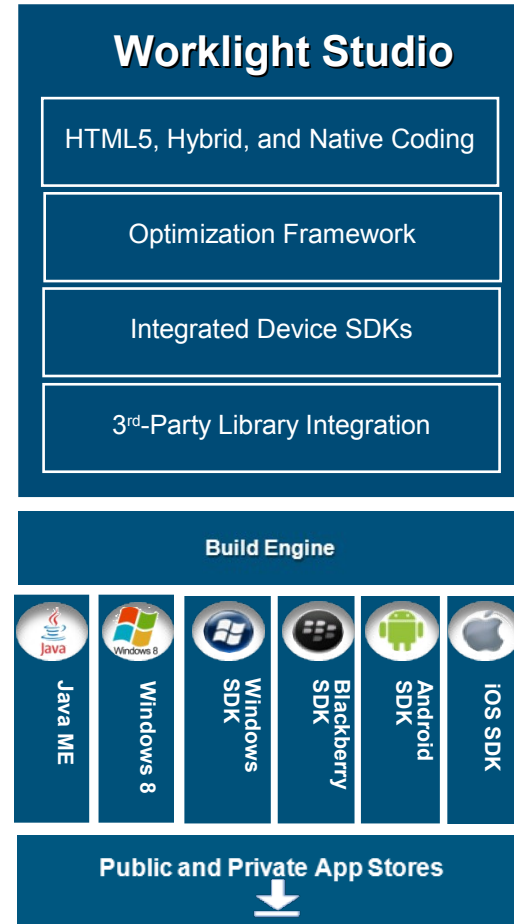 Worklight Studio
HTML5, Hybrid, and Native Coding
Optimization Framework
Integrated Device SDKs
3rd-Party Library Integration
Build Engine
Java
Java ME
Windows 8
Windows 8
Windows
SDK
Blackberry
SDK
Android
SDK
iOS SDK
Public and Private App Stores